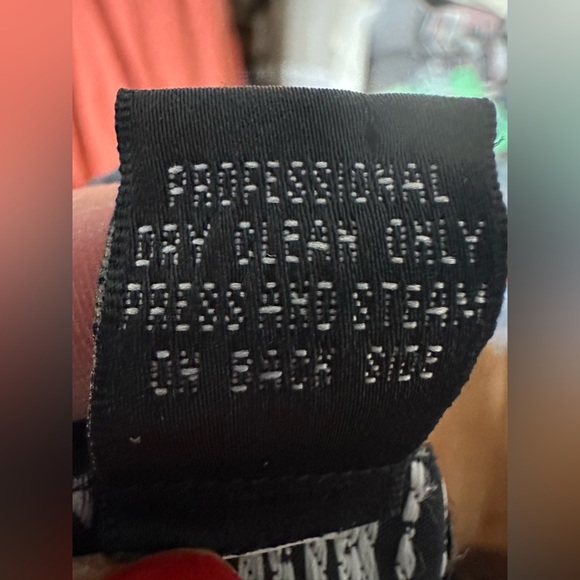 PROFESSIONAL
DRY CLEAN ONLY
PRESS AND STEAM
ON BACK SIDE